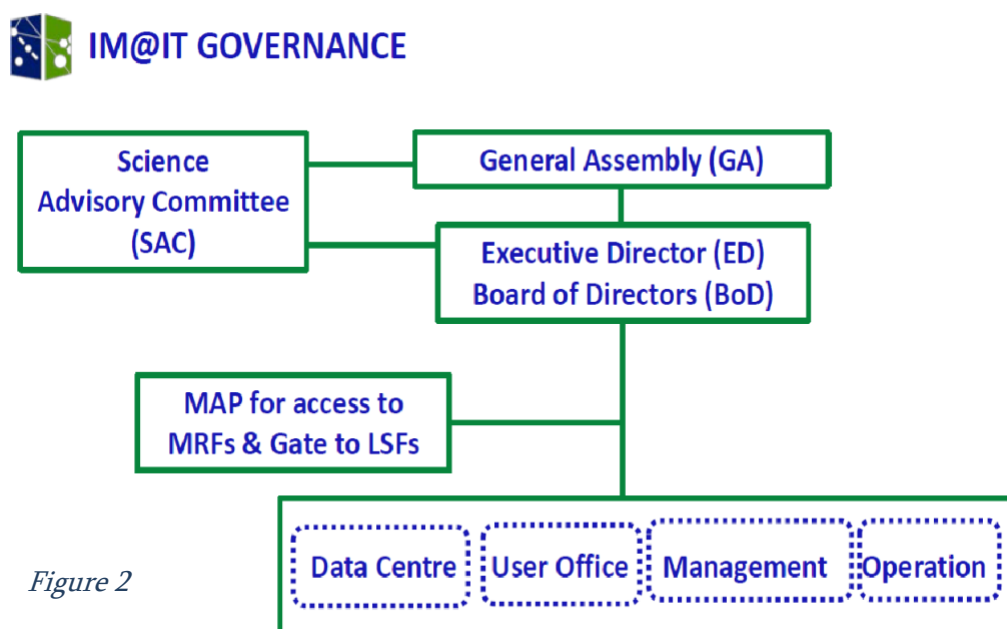 IM@IT GOVERNANCE
Science
Advisory Committee
(SAC)
General Assembly (GA)
Executive Director (ED)
Board of Directors (BoD)
MAP for access to
MRFs & Gate to LSFs
Data Centre
User Office
Management
Operation
Figure 2